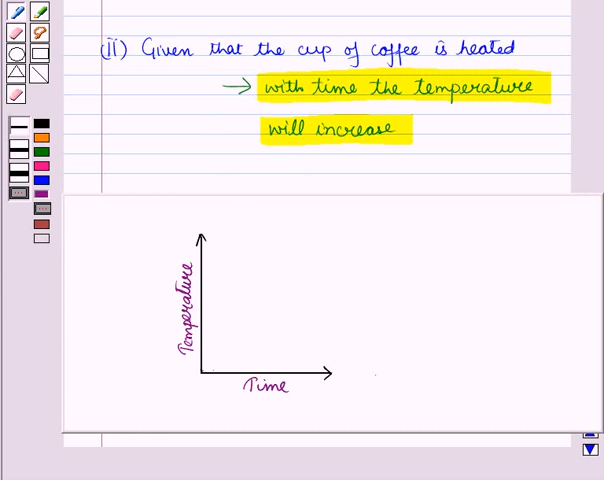 (II) Given that the cup of coffee is heated
→ with time the temperature
will increase
Temperature
Time